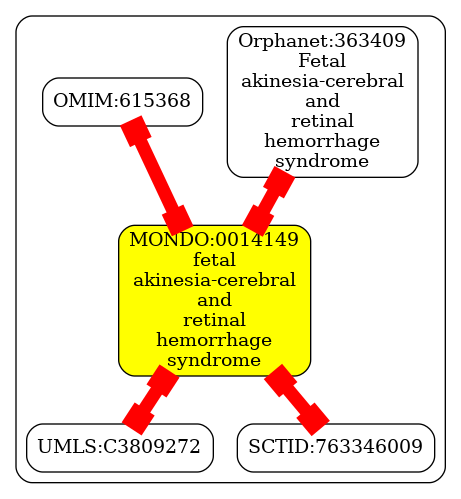 Orphanet:363409
Fetal
akinesia-cerebral
and
retinal
hemorrhage
syndrome
OMIM:615368
MONDO:0014149
fetal
akinesia-cerebral
and
retinal
hemorrhage
syndrome
UMLS:C3809272
SCTID:763346009